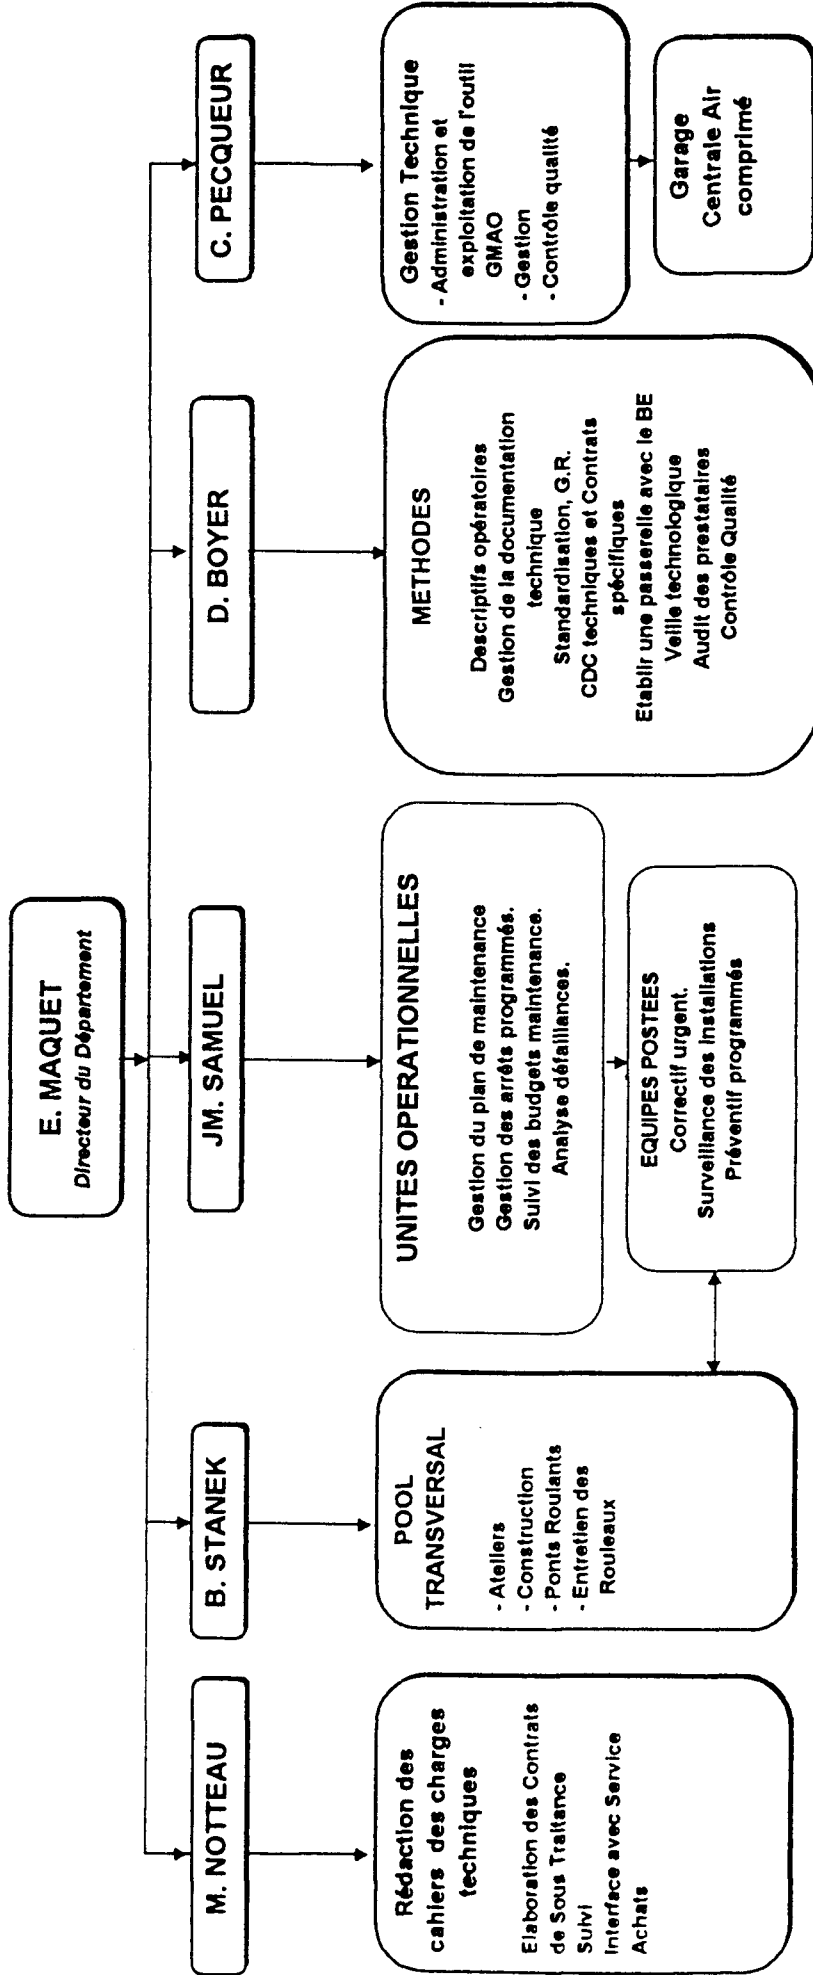 E. MAQUET
Directeur du Département
M. NOTTEAU
B. STANEK
JM. SAMUEL
D. BOYER
C. PECQUEUR
Rédaction des
cahiers des charges
techniques
Elaboration des Contrats
de Sous Traitance
Suivi
Interface avec Service
Achats
POOL
TRANSVERSAL
- Ateliers
- Construction
- Ponts Roulants
- Entretien des
Rouleaux
UNITES OPERATIONNELLES
Gestion du plan de maintenance
Gestion des arrêts programmés.
Suivi des budgets maintenance.
Analyse défaillances.
EQUIPES POSTEES
Correctif urgent.
Surveillance des Installations
Préventif programmés
METHODES
Descriptifs opératoires
Gestion de la documentation
technique
Standardisation, G.R.
CDC techniques et Contrats
spécifiques
Etablir une passerelle avec le BE
Veille technologique
Audit des prestataires
Contrôle Qualité
Gestion Technique
- Administration et
exploitation de l'outil
GMAO
- Gestion
- Contrôle qualité
Garage
Centrale Air
comprimé